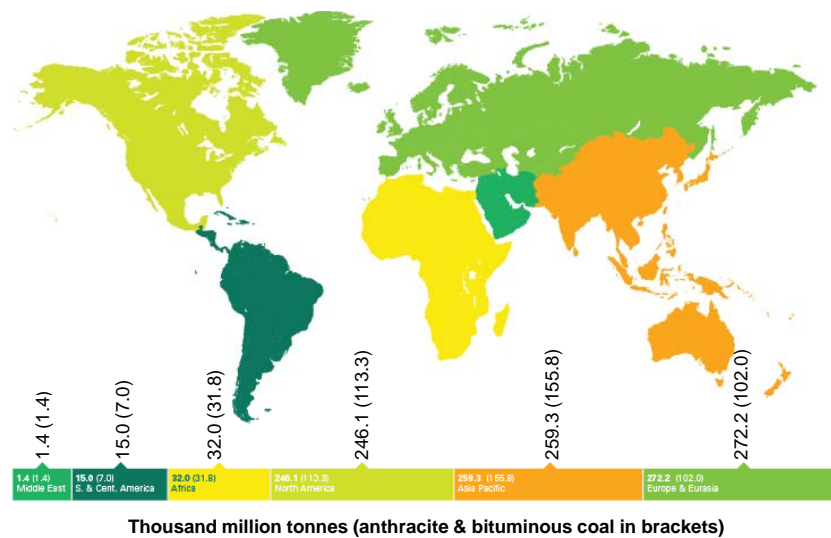 1.4 (1.4)
15.0 (7.0)
32.0 (31.8)
246.1 (113.3)
259.3 (155.8)
272.2 (102.0)
1.4 (1.4)
Middle East
15.0 (7.0)
S. & Cent. America
32.0 (31.8)
Africa
246.1 (113.3)
North America
259.3 (155.8)
Asia Pacific
272.2 (102.0)
Europe & Eurasia
Thousand million tonnes (anthracite & bituminous coal in brackets)